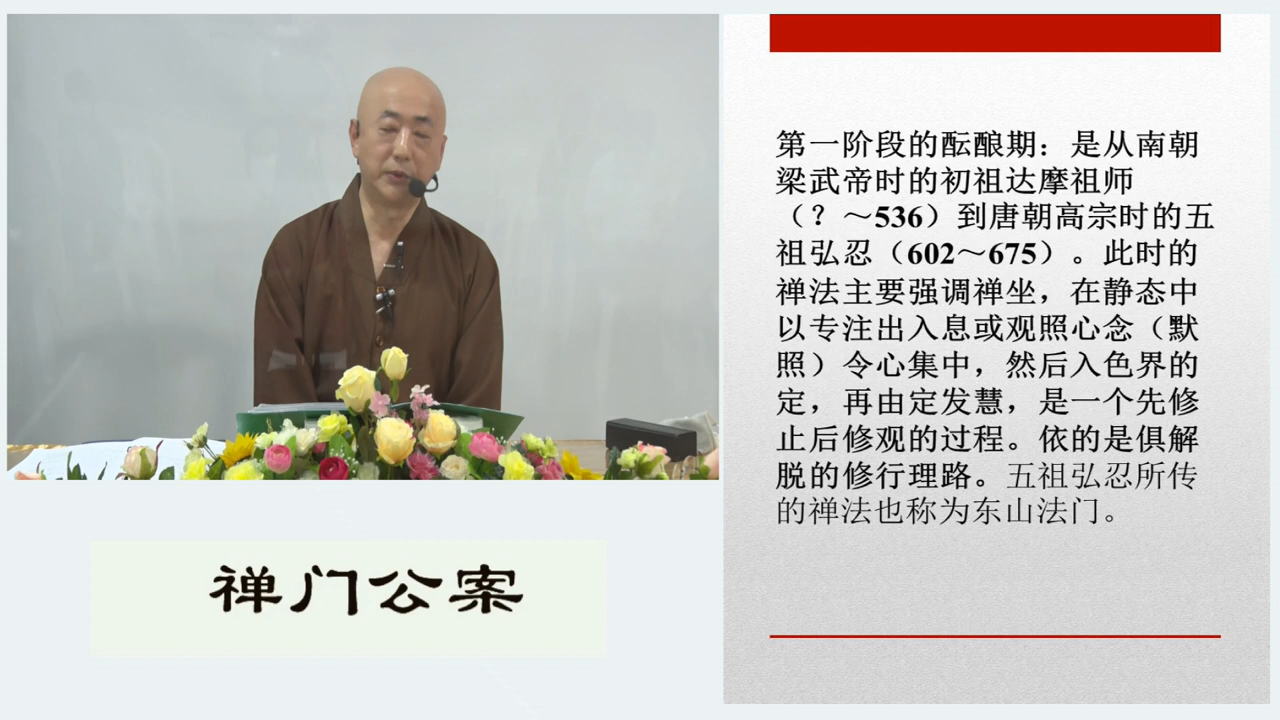 第一阶段的酝酿期：是从南朝
梁武帝时的初祖达摩祖师
（？～536）到唐朝高宗时的五
祖弘忍（602～675）。此时的
禅法主要强调禅坐，在静态中
以专注出入息或观照心念（默
照）令心集中，然后入色界的
定，再由定发慧，是一个先修
止后修观的过程。依的是俱解
脱的修行理路。五祖弘忍所传
的禅法也称为东山法门。
禅门公案